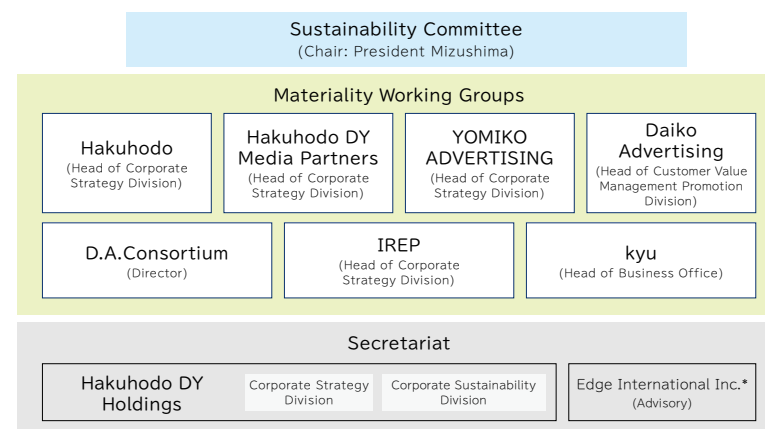 Sustainability Committee
(Chair: President Mizushima)
Materiality Working Groups
Hakuhodo
(Head of Corporate
Strategy Division)
Hakuhodo DY
Media Partners
(Head of Corporate
Strategy Division)
YOMIKO
ADVERTISING
(Head of Corporate
Strategy Division)
Daiko
Advertising
(Head of Customer Value
Management Promotion
Division)
D.A.Consortium
(Director)
IREP
(Head of Corporate
Strategy Division)
kyu
(Head of Business Office)
Secretariat
Hakuhodo DY
Holdings
Corporate Strategy
Division
Corporate Sustainability
Division
Edge International Inc.*
(Advisory)